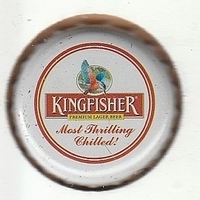 KINGFISHER
PREMIUM LAGER BEER
Most Thrilling
Chilled!